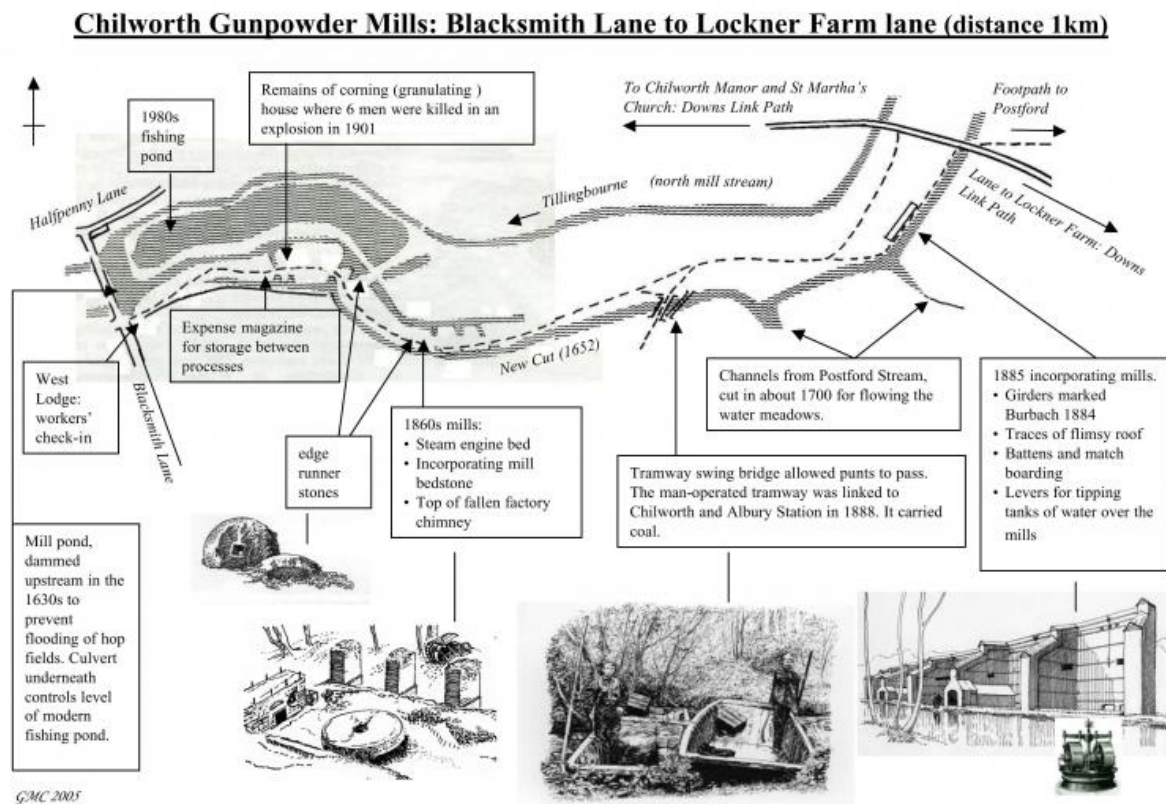 Chilworth Gunpowder Mills: Blacksmith Lane to Lockner Farm lane (distance 1km)
1980s
fishing
pond
Remains of corning (granulating )
house where 6 men were killed in an
explosion in 1901
To Chilworth Manor and St Martha's
Church: Downs Link Path
Footpath to
Postford
Halfpenny Lane
Tillingbourne (north mill stream)
Lane to Lockner Farm: Downs
Link Path
Expense magazine
for storage between
processes
New Cut (1652)
West
Lodge:
workers'
check-in
Blacksmith Lane
edge
runner
stones
1860s mills:
• Steam engine bed
• Incorporating mill
bedstone
• Top of fallen factory
chimney
Channels from Postford Stream,
cut in about 1700 for flowing the
water meadows.
Tramway swing bridge allowed punts to pass.
The man-operated tramway was linked to
Chilworth and Albury Station in 1888. It carried
coal.
1885 incorporating mills.
• Girders marked
Burbach 1884
• Traces of flimsy roof
• Battens and match
boarding
• Levers for tipping
tanks of water over the
mills
Mill pond,
dammed
upstream in the
1630s to
prevent
flooding of hop
fields. Culvert
underneath
controls level
of modern
fishing pond.
GMC 2005